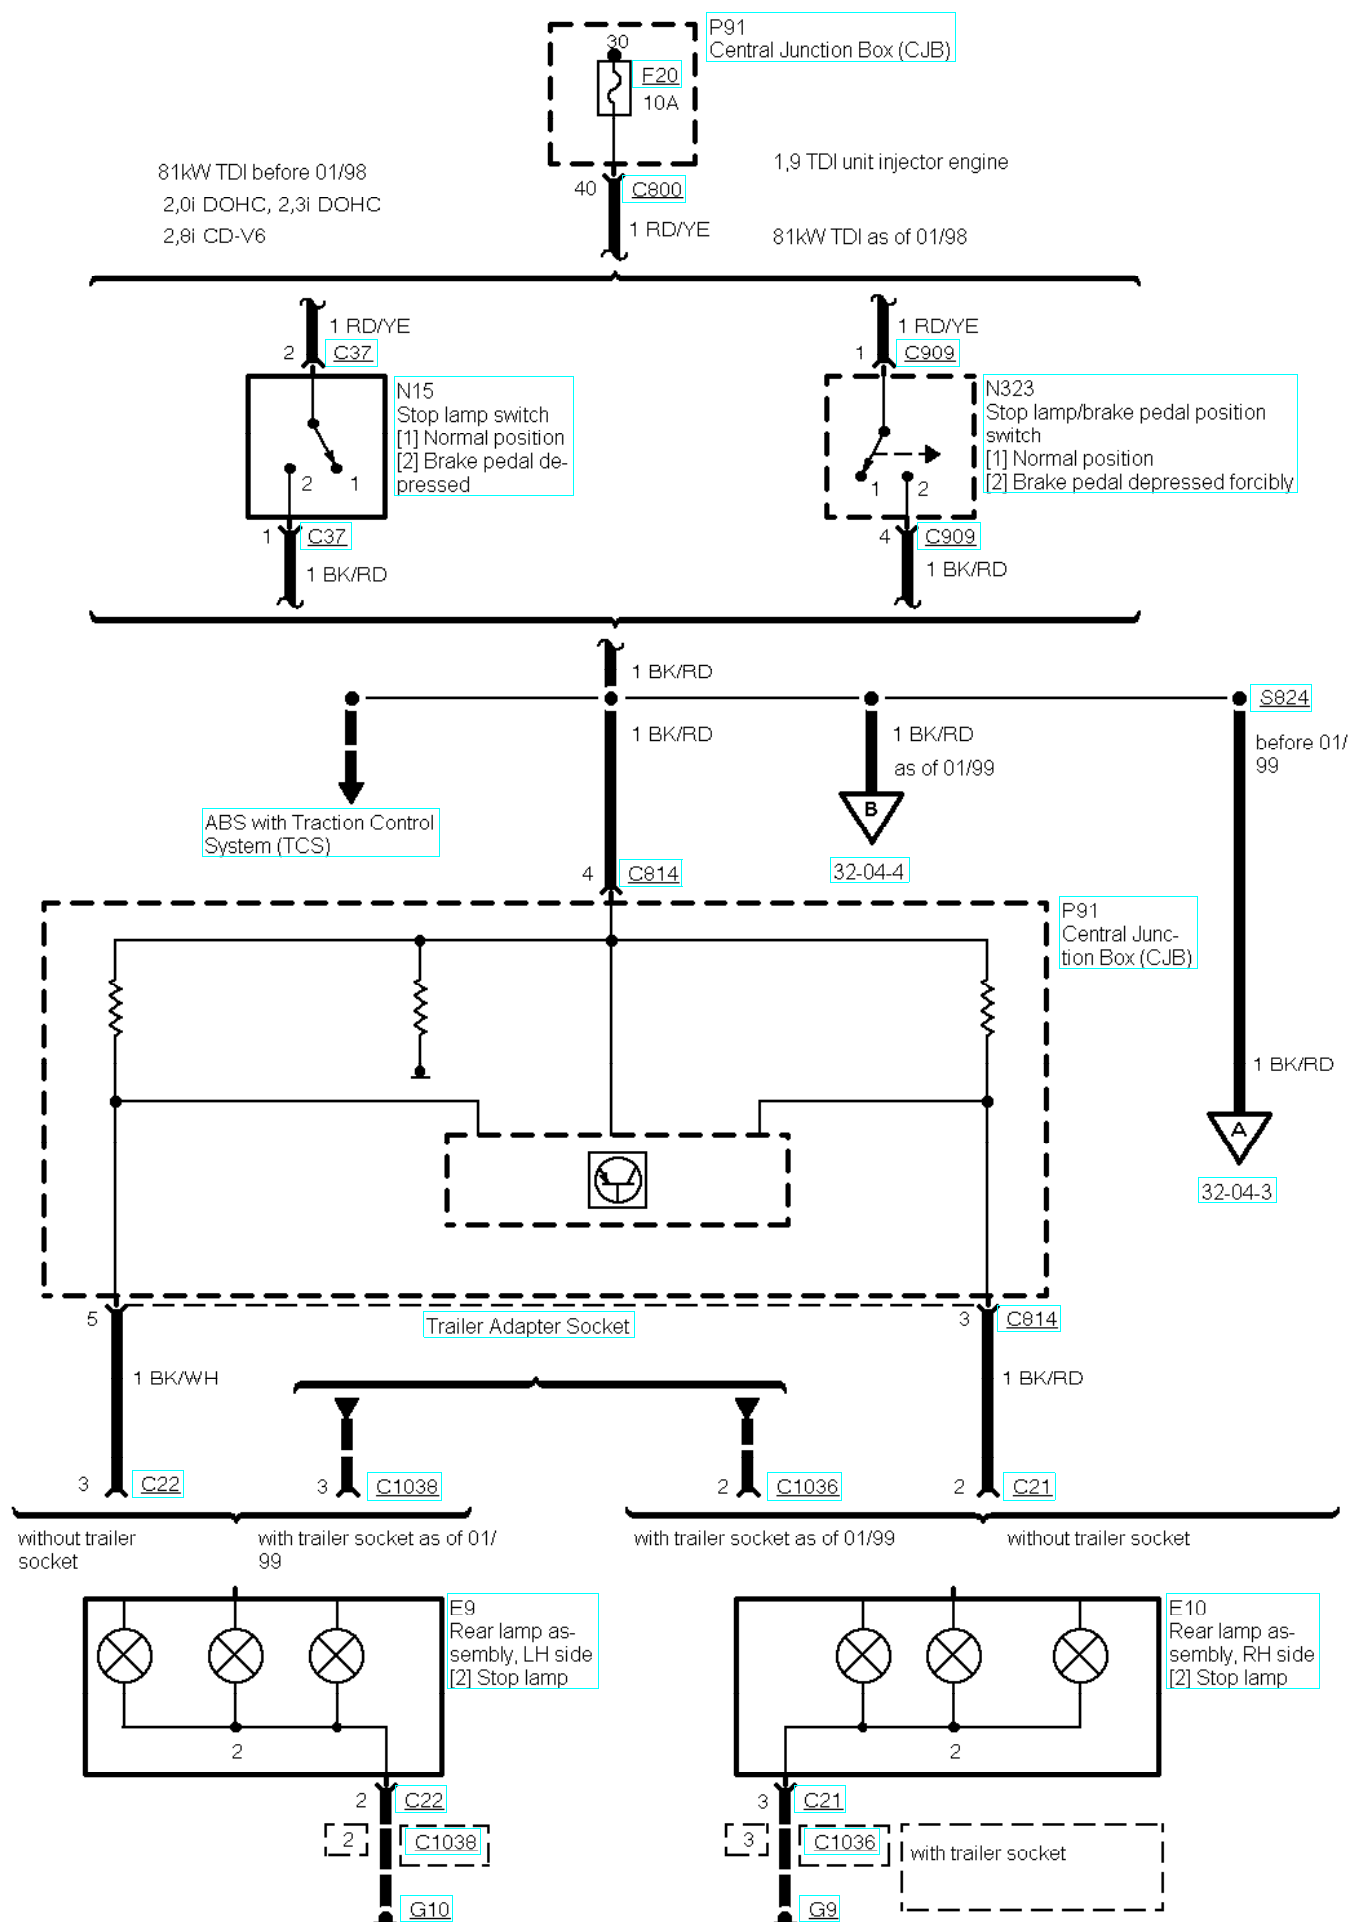 P91
Central Junction Box (CJB)
30
F20
10A
81kW TDI before 01/98
2,0i DOHC, 2,3i DOHC
2,8i CD-V6
1,9 TDI unit injector engine
81kW TDI as of 01/98
40
C800
1 RD/YE
1 RD/YE
2
C37
N15
Stop lamp switch
[1] Normal position
[2] Brake pedal de-
pressed
2
1
1
C37
1 BK/RD
1 RD/YE
1
C909
N323
Stop lamp/brake pedal position
switch
[1] Normal position
[2] Brake pedal depressed forcibly
1
2
4
C909
1 BK/RD
1 BK/RD
S824
1 BK/RD
1 BK/RD
as of 01/99
before 01/
99
B
ABS with Traction Control
System (TCS)
32-04-4
4
C814
P91
Central Junc-
tion Box (CJB)
1 BK/RD
A
32-04-3
5
Trailer Adapter Socket
3
C814
1 BK/WH
1 BK/RD
3
C22
3
C1038
2
C1036
2
C21
without trailer
socket
with trailer socket as of 01/
99
with trailer socket as of 01/99
without trailer socket
E9
Rear lamp as-
sembly, LH side
[2] Stop lamp
2
E10
Rear lamp as-
sembly, RH side
[2] Stop lamp
2
2
C22
2
C1038
G10
3
C21
3
C1036
with trailer socket
G9